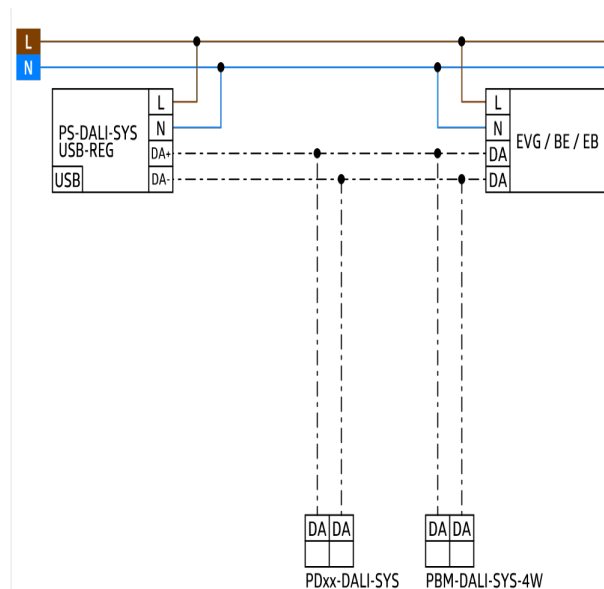 L
N
PS-DALI-SYS
USB-REG
USB
L
N
DA+
DA-
L
N
DA
DA
EVG / BE / EB
DA DA
PDxx-DALI-SYS
DA DA
PBM-DALI-SYS-4W